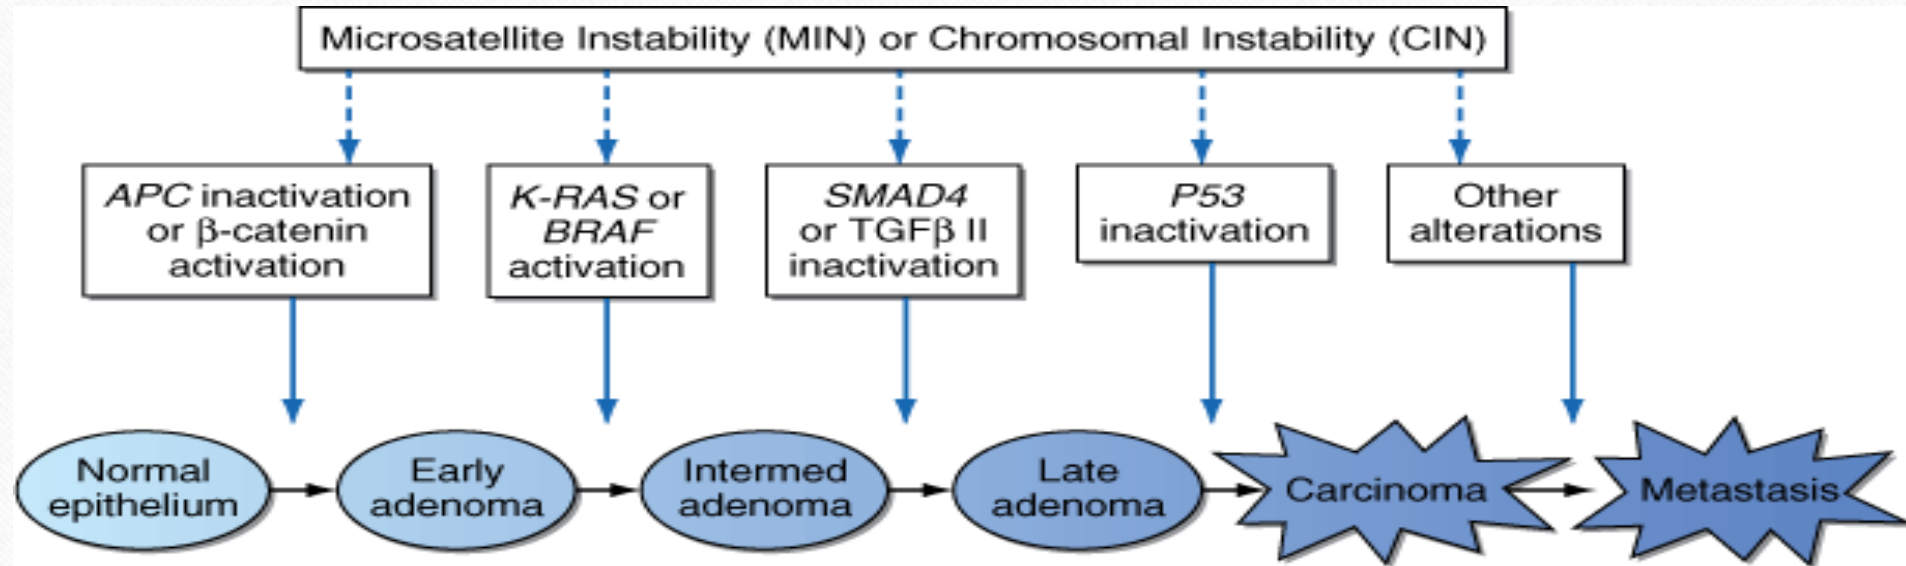 Microsatellite Instability (MIN) or Chromosomal Instability (CIN)
APC inactivation
or β-catenin
activation
K-RAS or
BRAF
activation
SMAD4
or TGFβ II
inactivation
P53
inactivation
Other
alterations
Normal
epithelium
Early
adenoma
Intermed
adenoma
Late
adenoma
Carcinoma
Metastasis